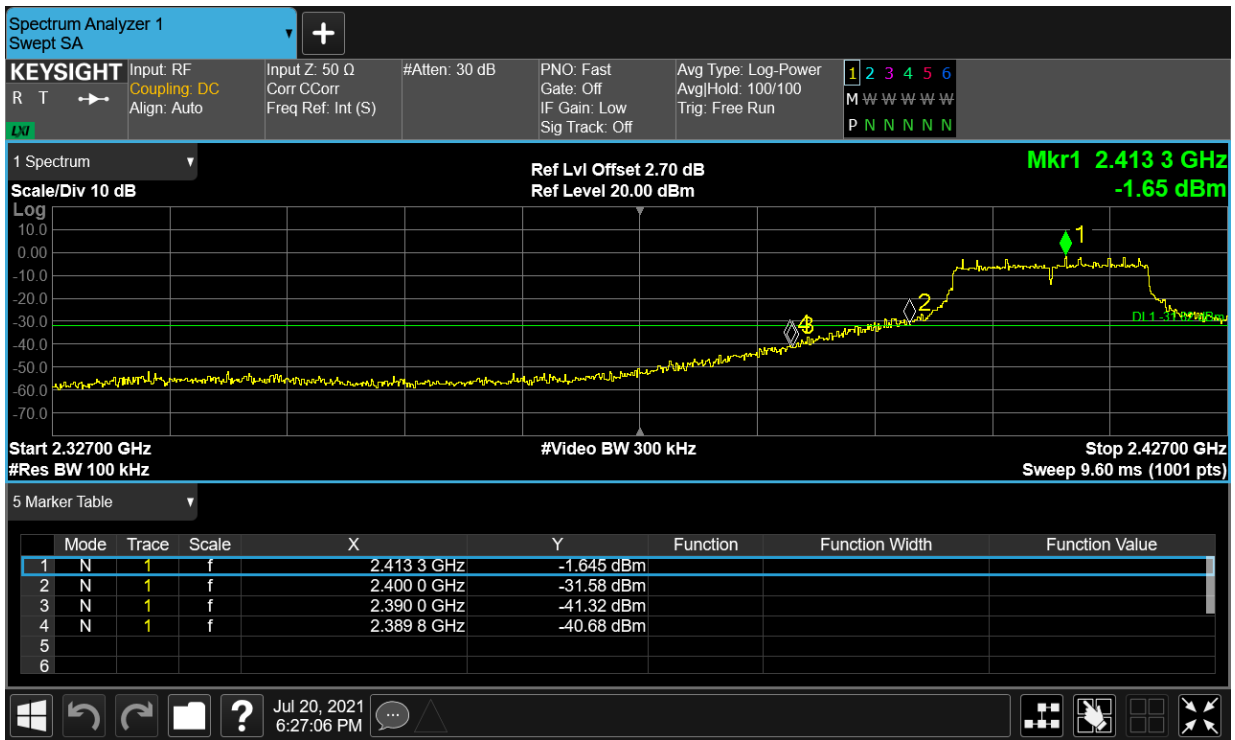 Spectrum Analyzer 1
Swept SA
KEYSIGHT
R T
LXI
Input: RF
Coupling: DC
Align: Auto
Input Z: 50 Ω
Corr CCorr
Freq Ref: Int (S)
#Atten: 30 dB
PNO: Fast
Gate: Off
IF Gain: Low
Sig Track: Off
Avg Type: Log-Power
Avg|Hold: 100/100
Trig: Free Run
1 2 3 4 5 6
M W W W W W
P N N N N N
1 Spectrum
Scale/Div 10 dB
Ref Lvl Offset 2.70 dB
Ref Level 20.00 dBm
Mkr1 2.413 3 GHz
-1.65 dBm
Log
10.0
0.00
-10.0
-20.0
-30.0
-40.0
-50.0
-60.0
-70.0
1
2
4
DL1
Start 2.32700 GHz
#Res BW 100 kHz
#Video BW 300 kHz
Stop 2.42700 GHz
Sweep 9.60 ms (1001 pts)
5 Marker Table
Mode Trace Scale X Y Function Function Width Function Value
1 N 1 f 2.413 3 GHz -1.645 dBm
2 N 1 f 2.400 0 GHz -31.58 dBm
3 N 1 f 2.390 0 GHz -41.32 dBm
4 N 1 f 2.389 8 GHz -40.68 dBm
5
6
?
Jul 20, 2021
6:27:06 PM